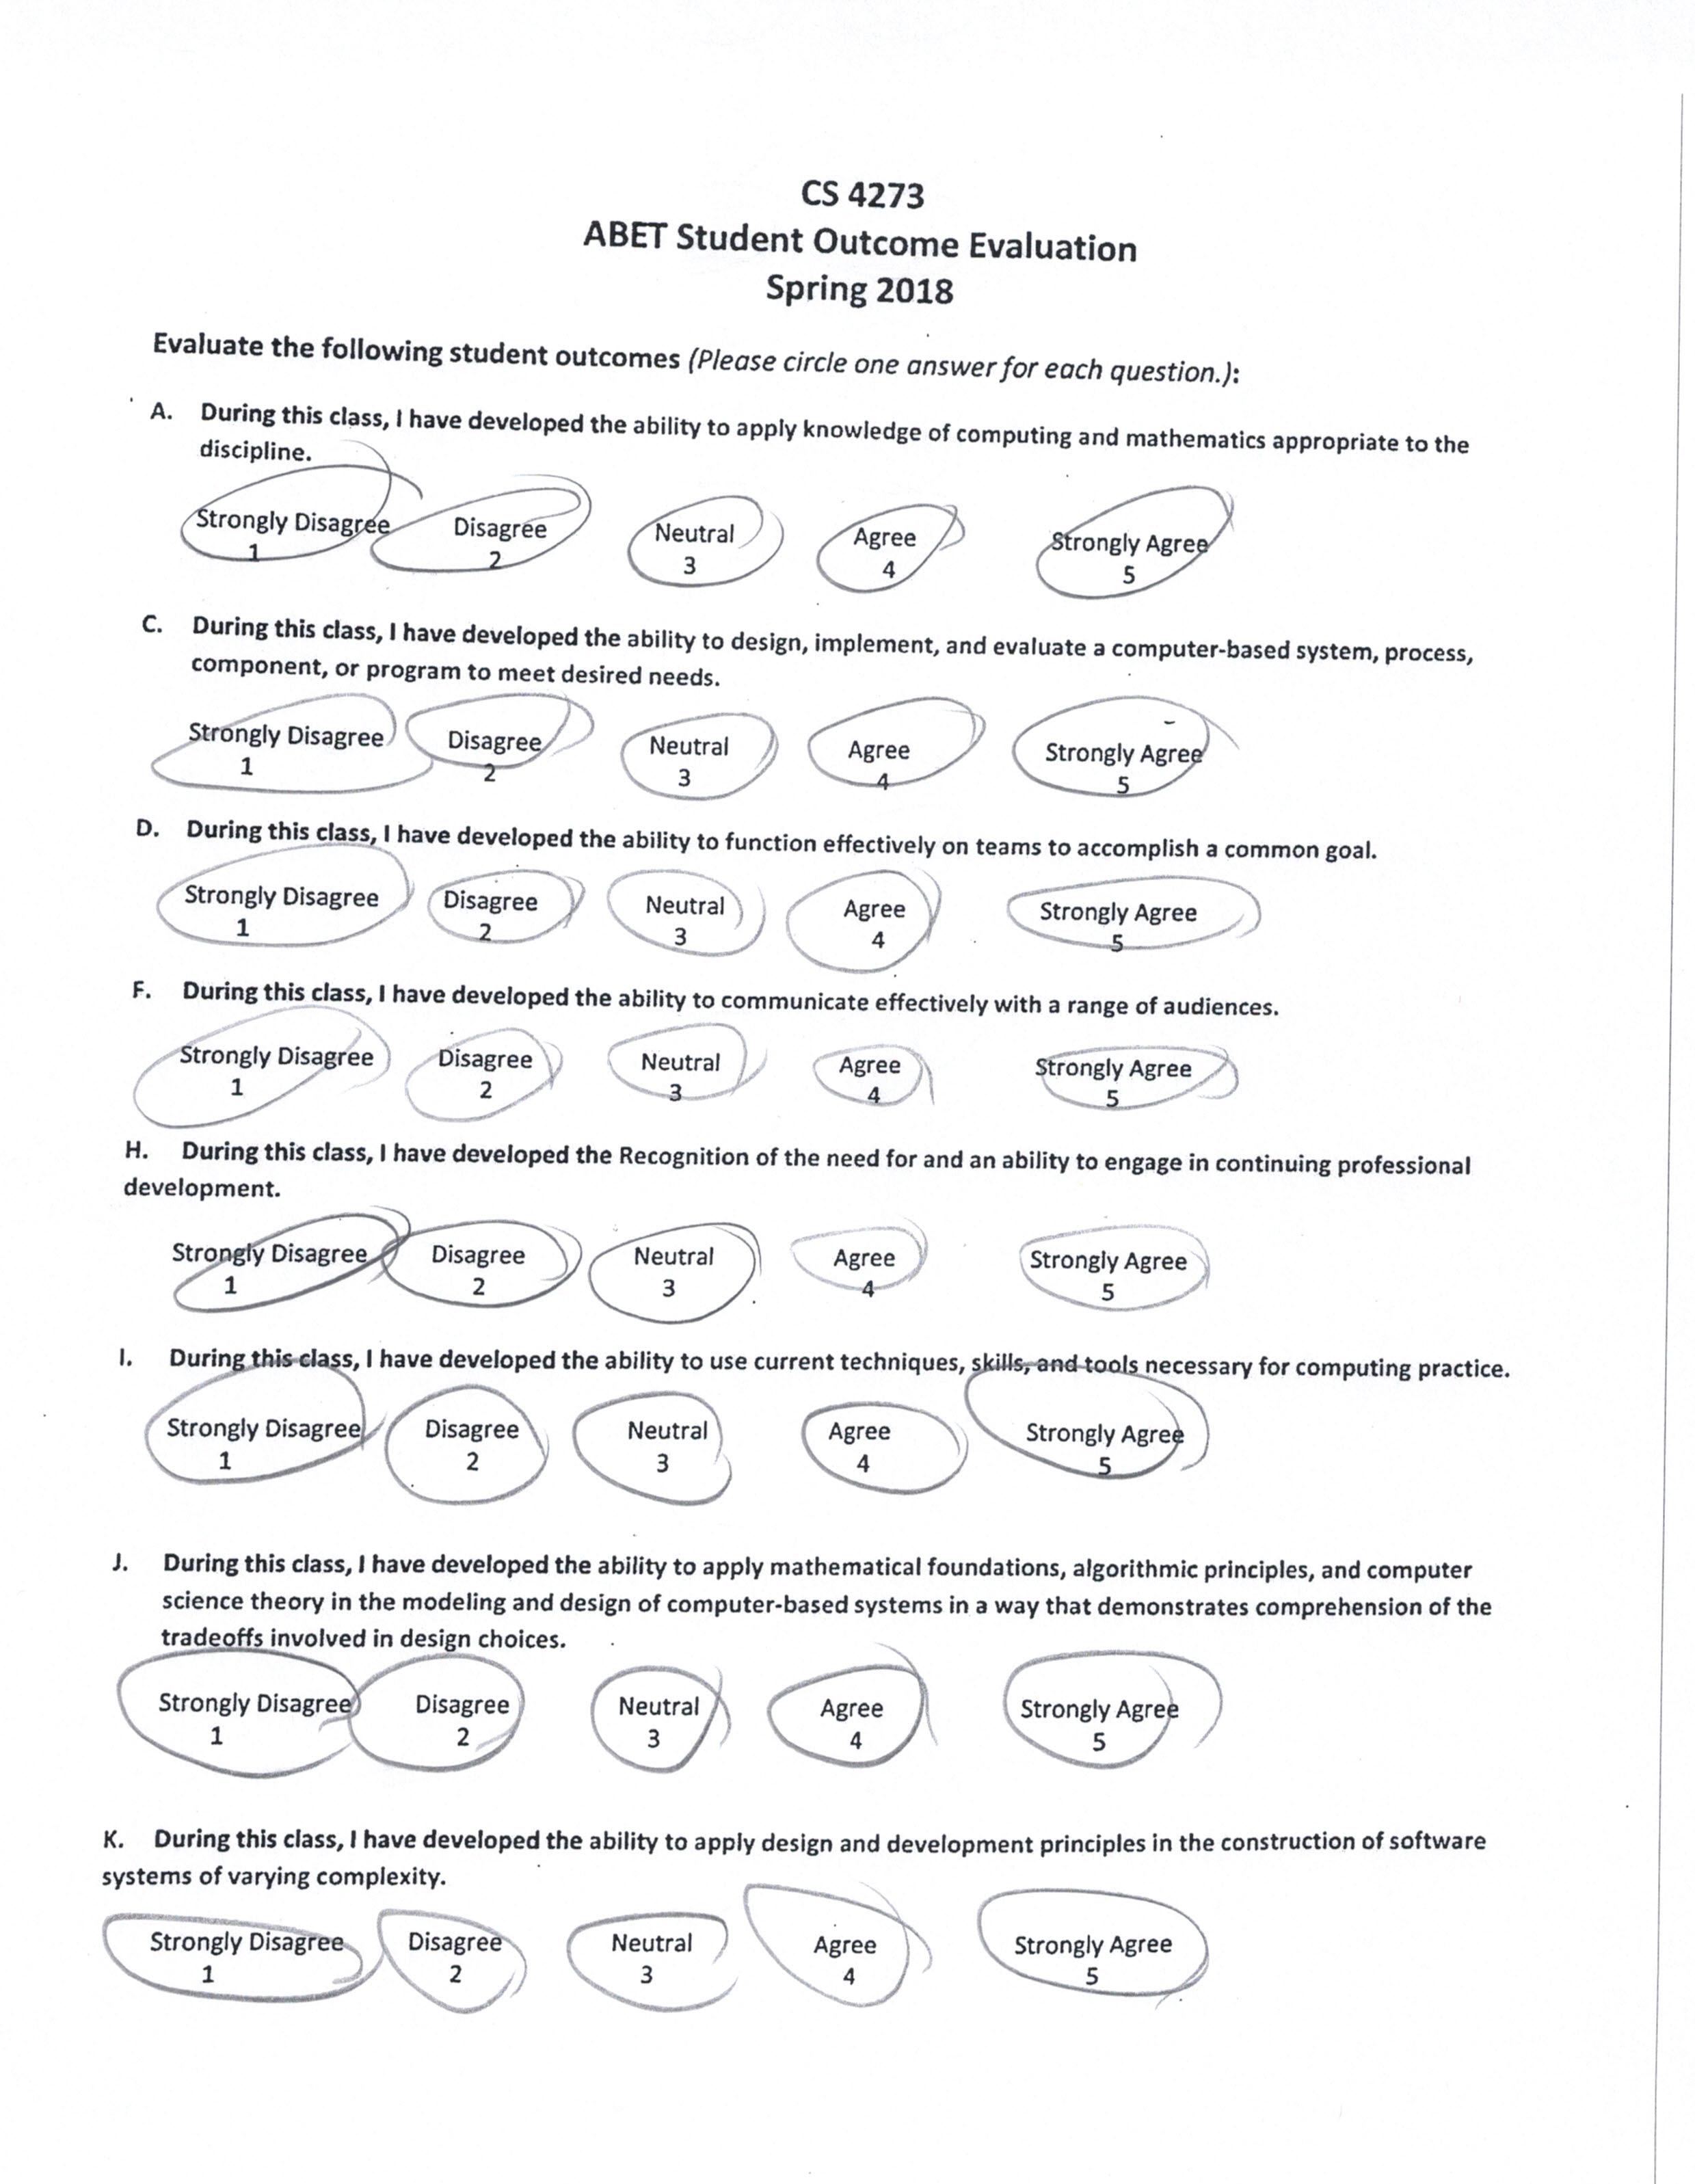 CS 4273
ABET Student Outcome Evaluation
Spring 2018
Evaluate the following student outcomes (Please circle one answer for each question.):
A. During this class, I have developed the ability to apply knowledge of computing and mathematics appropriate to the
discipline.
Strongly Disagree Disagree Neutral Agree Strongly Agree
1 2 3 4 5
C. During this class, I have developed the ability to design, implement, and evaluate a computer-based system, process,
component, or program to meet desired needs.
Strongly Disagree Disagree Neutral Agree Strongly Agree
1 2 3 4 5
D. During this class, I have developed the ability to function effectively on teams to accomplish a common goal.
Strongly Disagree Disagree Neutral Agree Strongly Agree
1 2 3 4 5
F. During this class, I have developed the ability to communicate effectively with a range of audiences.
Strongly Disagree Disagree Neutral Agree Strongly Agree
1 2 3 4 5
H. During this class, I have developed the Recognition of the need for and an ability to engage in continuing professional
development.
Strongly Disagree Disagree Neutral Agree Strongly Agree
1 2 3 4 5
I. During this class, I have developed the ability to use current techniques, skills, and tools necessary for computing practice.
Strongly Disagree Disagree Neutral Agree Strongly Agree
1 2 3 4 5
J. During this class, I have developed the ability to apply mathematical foundations, algorithmic principles, and computer
science theory in the modeling and design of computer-based systems in a way that demonstrates comprehension of the
tradeoffs involved in design choices.
Strongly Disagree Disagree Neutral Agree Strongly Agree
1 2 3 4 5
K. During this class, I have developed the ability to apply design and development principles in the construction of software
systems of varying complexity.
Strongly Disagree Disagree Neutral Agree Strongly Agree
1 2 3 4 5